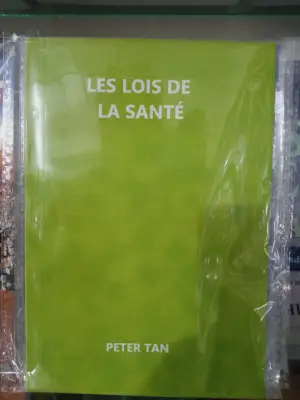 LES LOIS DE
LA SANTÉ
PETER TAN